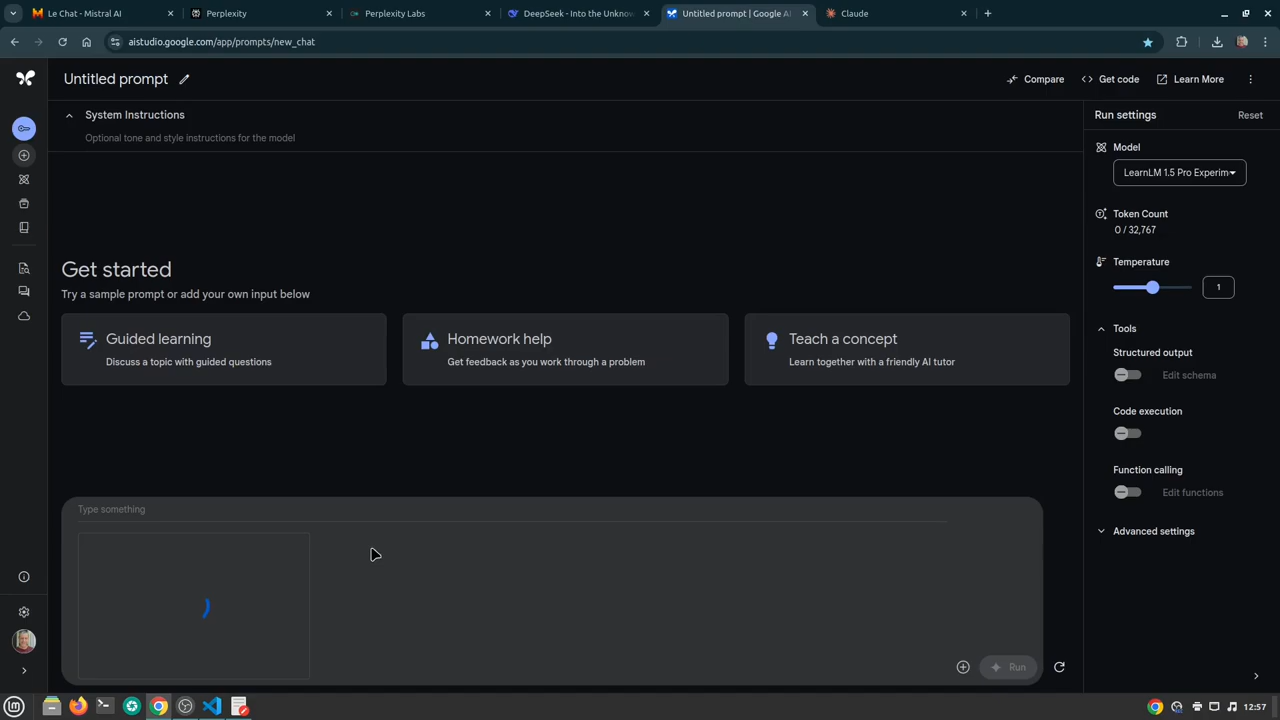 Le Chat - Mistral AI
Perplexity
Perplexity Labs
DeepSeek - Into the Unknow
Untitled prompt | Google AI
Claude
aistudio.google.com/app/prompts/new_chat
Untitled prompt
Compare
Get code
Learn More
System Instructions
Optional tone and style instructions for the model
Run settings
Reset
Model
LearnLM 1.5 Pro Experim
Token Count
0 / 32,767
Temperature
1
Get started
Try a sample prompt or add your own input below
Guided learning
Discuss a topic with guided questions
Homework help
Get feedback as you work through a problem
Teach a concept
Learn together with a friendly AI tutor
Tools
Structured output
Edit schema
Code execution
Function calling
Edit functions
Advanced settings
Type something
Run
12:57